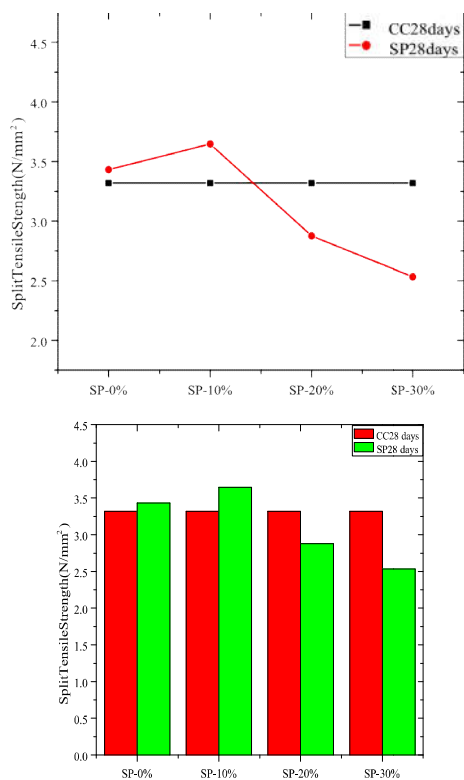 CC28days
SP28days
4.5
4.0
3.5
3.0
2.5
2.0
SplitTensileStength(N/mm²)
SP-0% SP-10% SP-20% SP-30%
CC28 days
SP28 days
4.5
4.0
3.5
3.0
2.5
2.0
1.5
1.0
0.5
0.0
SplitTensileStrength(N/mm²)
SP-0% SP-10% SP-20% SP-30%